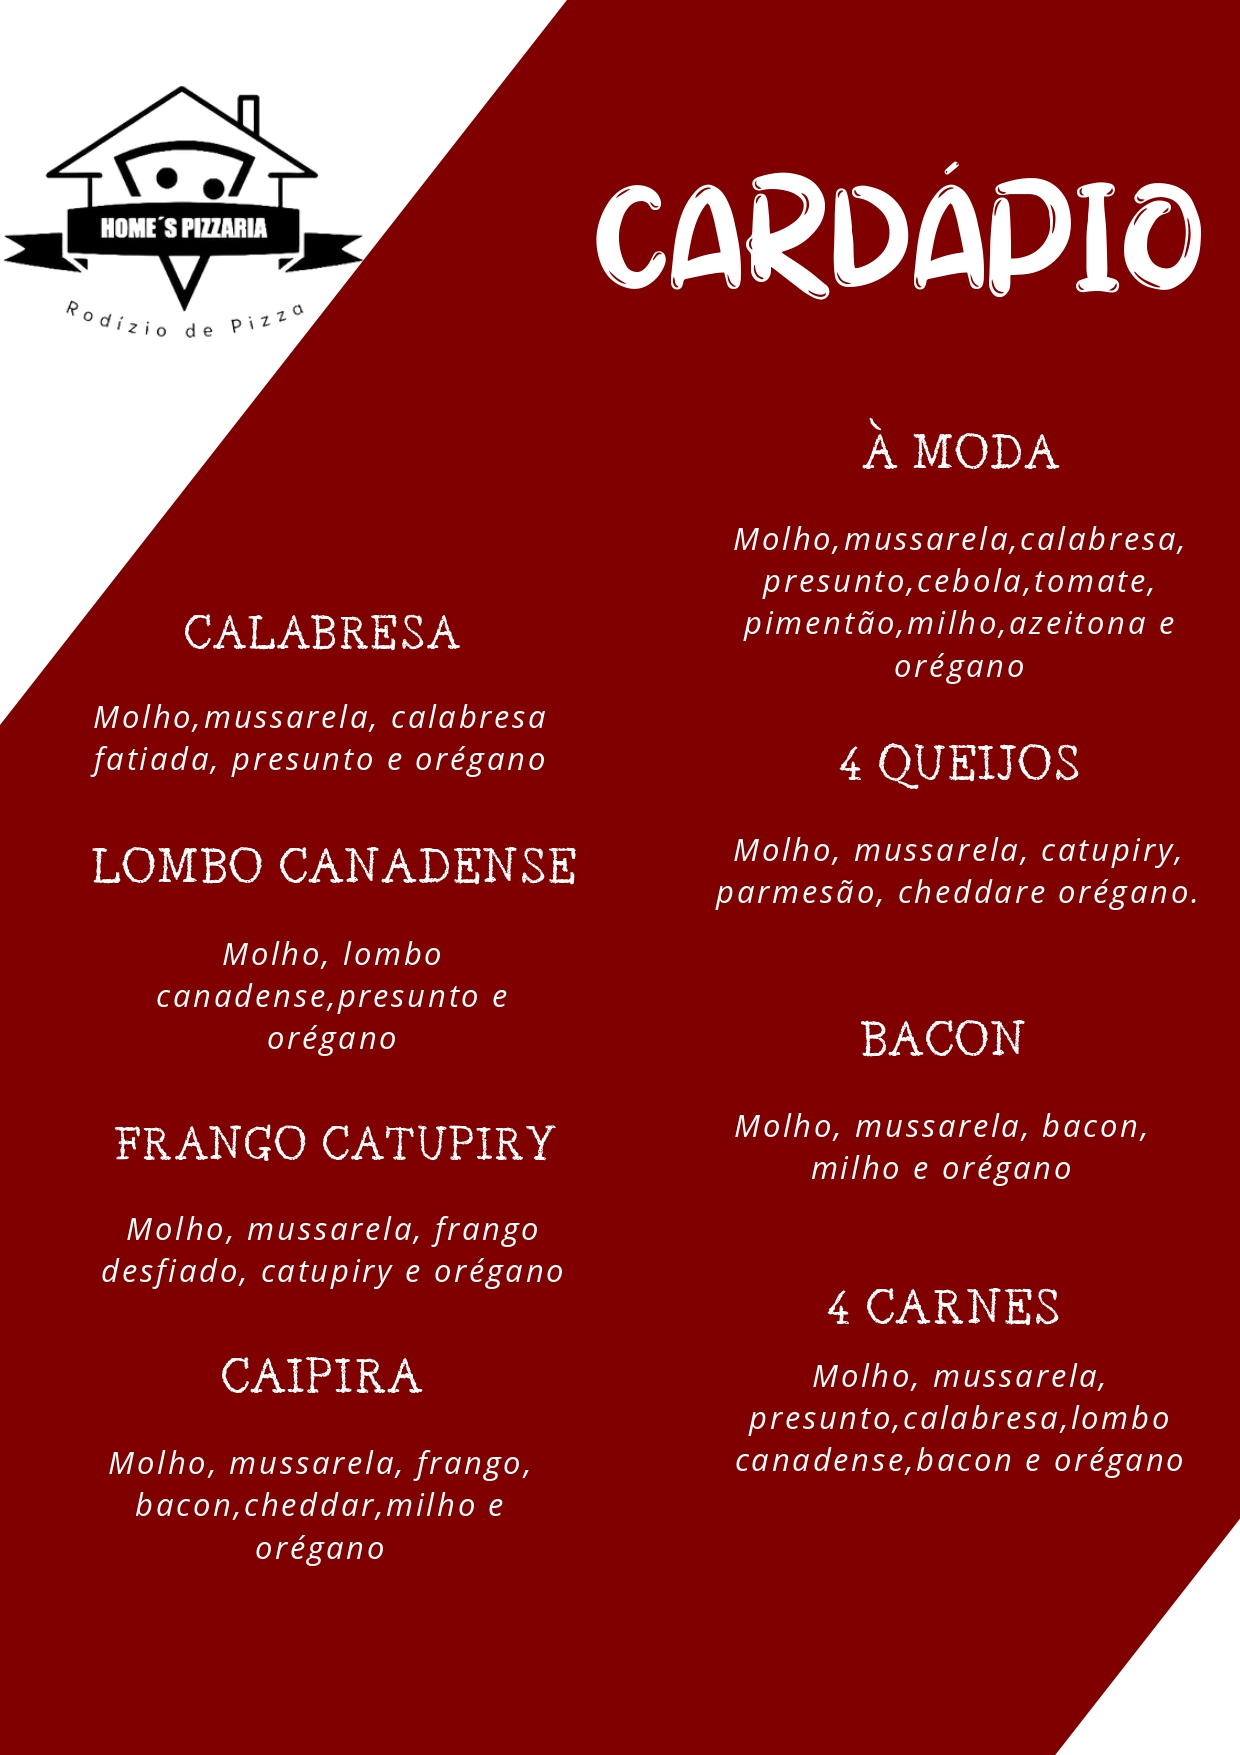 HOME´S PIZZARIA
Rodízio de Pizza
CARDÁPIO
CALABRESA
Molho,mussarela, calabresa
fatiada, presunto e orégano
LOMBO CANADENSE
Molho, lombo
canadense,presunto e
orégano
FRANGO CATUPIRY
Molho, mussarela, frango
desfiado, catupiry e orégano
CAIPIRA
Molho, mussarela, frango,
bacon,cheddar,milho e
orégano
À MODA
Molho,mussarela,calabresa,
presunto,cebola,tomate,
pimentão,milho,azeitona e
orégano
4 QUEIJOS
Molho, mussarela, catupiry,
parmesão, cheddare orégano.
BACON
Molho, mussarela, bacon,
milho e orégano
4 CARNES
Molho, mussarela,
presunto,calabresa,lombo
canadense,bacon e orégano